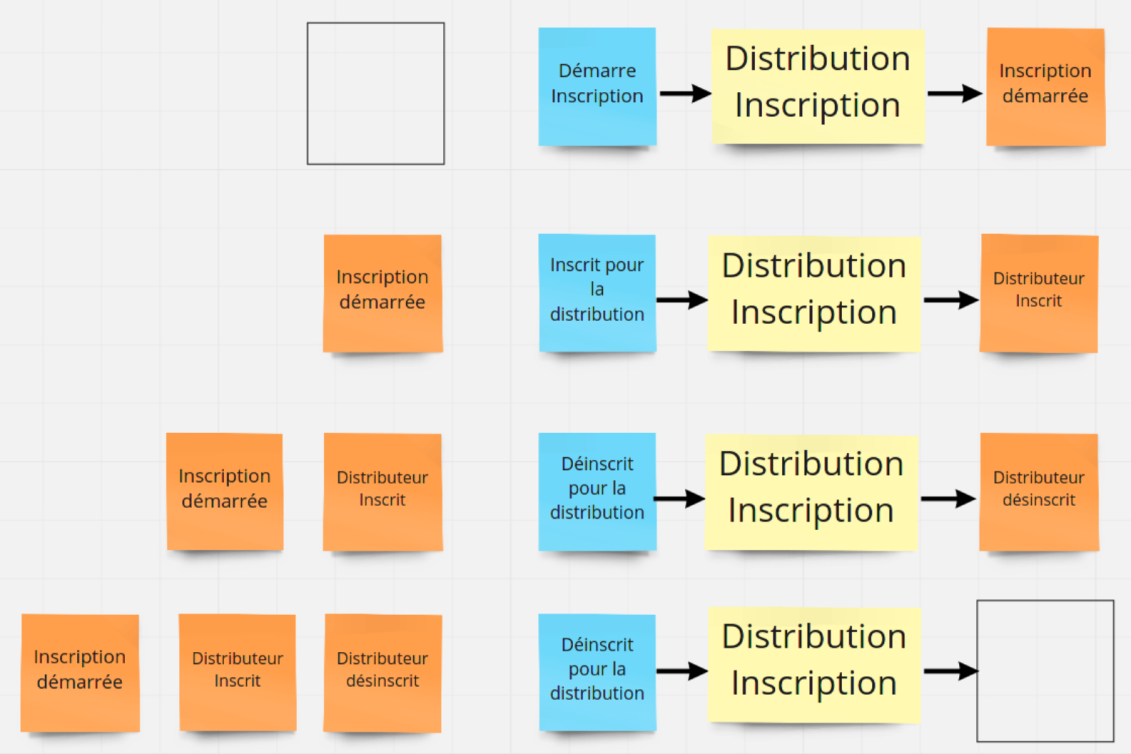 Démarre
Inscription
Distribution
Inscription
Inscription
démarrée
Inscription
démarrée
Inscrit pour
la
distribution
Distribution
Inscription
Distributeur
Inscrit
Inscription
démarrée
Distributeur
Inscrit
Déinscrit
pour la
distribution
Distribution
Inscription
Distributeur
désinscrit
Inscription
démarrée
Distributeur
Inscrit
Distributeur
désinscrit
Déinscrit
pour la
distribution
Distribution
Inscription